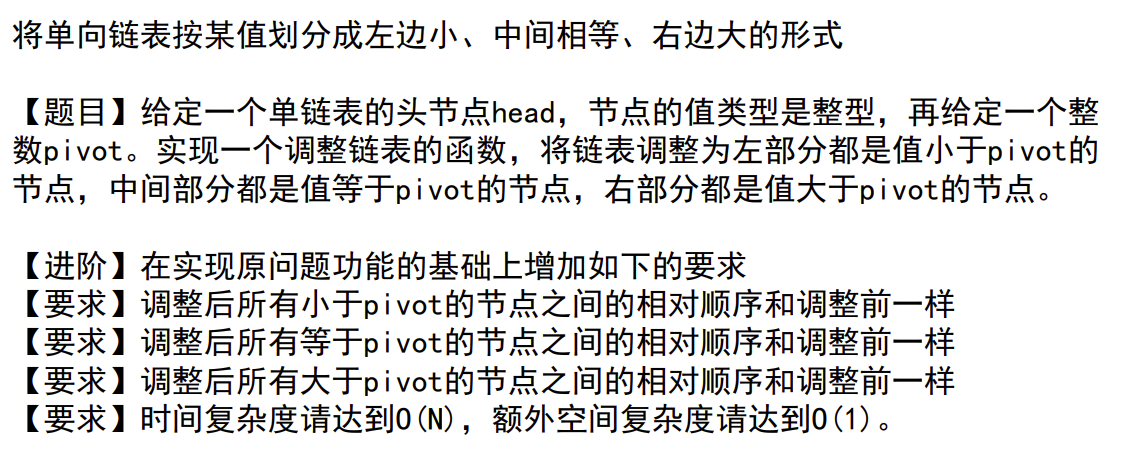 将单向链表按某值划分成左边小、中间相等、右边大的形式
【题目】给定一个单链表的头节点head，节点的值类型是整型，再给定一个整
数pivot。实现一个调整链表的函数，将链表调整为左部分都是值小于pivot的
节点，中间部分都是值等于pivot的节点，右部分都是值大于pivot的节点。
【进阶】在实现原问题功能的基础上增加如下的要求
【要求】调整后所有小于pivot的节点之间的相对顺序和调整前一样
【要求】调整后所有等于pivot的节点之间的相对顺序和调整前一样
【要求】调整后所有大于pivot的节点之间的相对顺序和调整前一样
【要求】时间复杂度请达到O(N)，额外空间复杂度请达到O(1)。